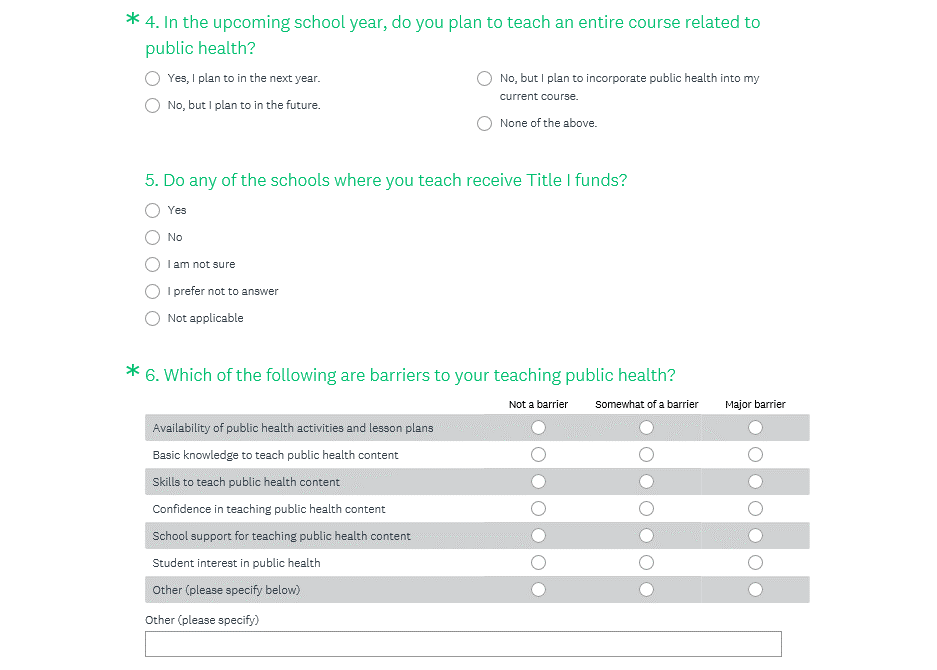 * 4. In the upcoming school year, do you plan to teach an entire course related to
public health?
Yes, I plan to in the next year.
No, but I plan to in the future.
No, but I plan to incorporate public health into my
current course.
None of the above.
5. Do any of the schools where you teach receive Title I funds?
Yes
No
I am not sure
I prefer not to answer
Not applicable
* 6. Which of the following are barriers to your teaching public health?
Not a barrier Somewhat of a barrier Major barrier
Availability of public health activities and lesson plans
Basic knowledge to teach public health content
Skills to teach public health content
Confidence in teaching public health content
School support for teaching public health content
Student interest in public health
Other (please specify below)
Other (please specify)